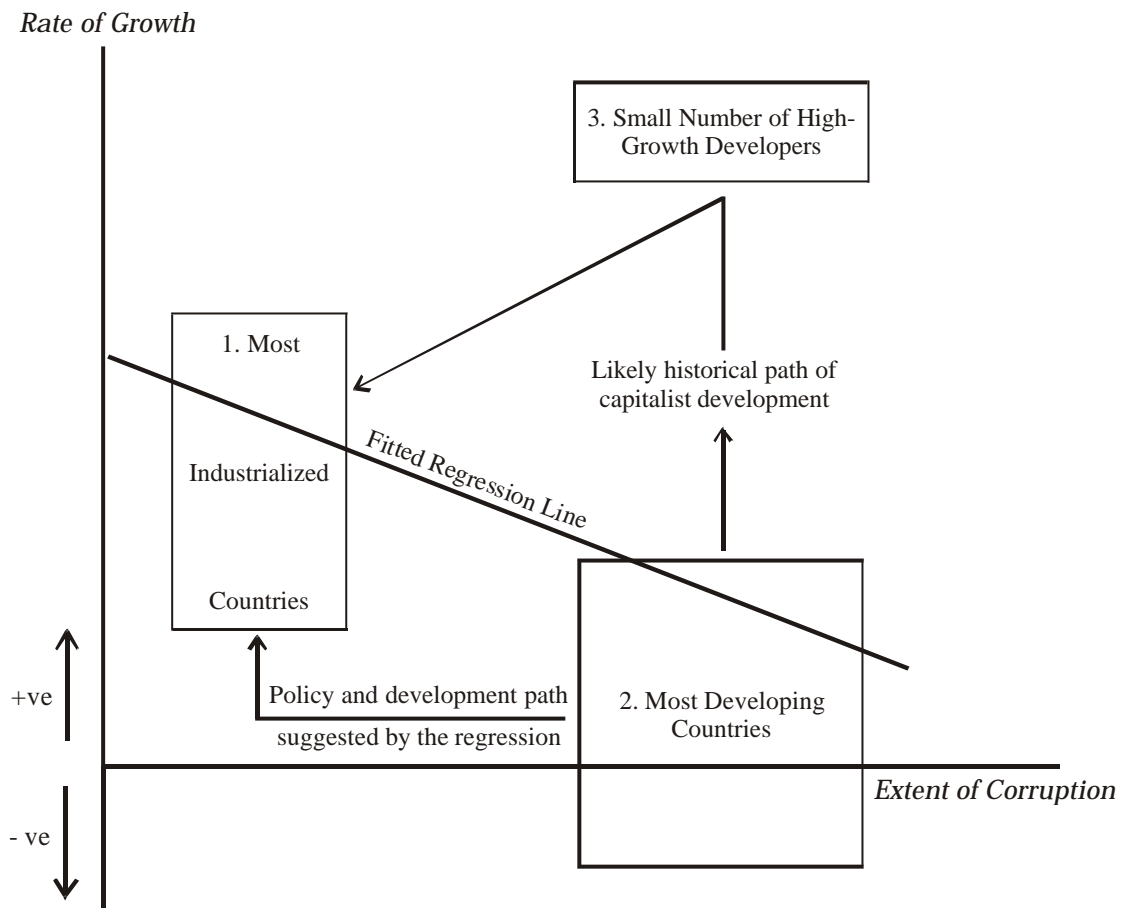 Rate of Growth
3. Small Number of High-
Growth Developers
1. Most
Industrialized
Countries
Likely historical path of
capitalist development
Fitted Regression Line
+ve
Policy and development path
suggested by the regression
2. Most Developing
Countries
Extent of Corruption
- ve